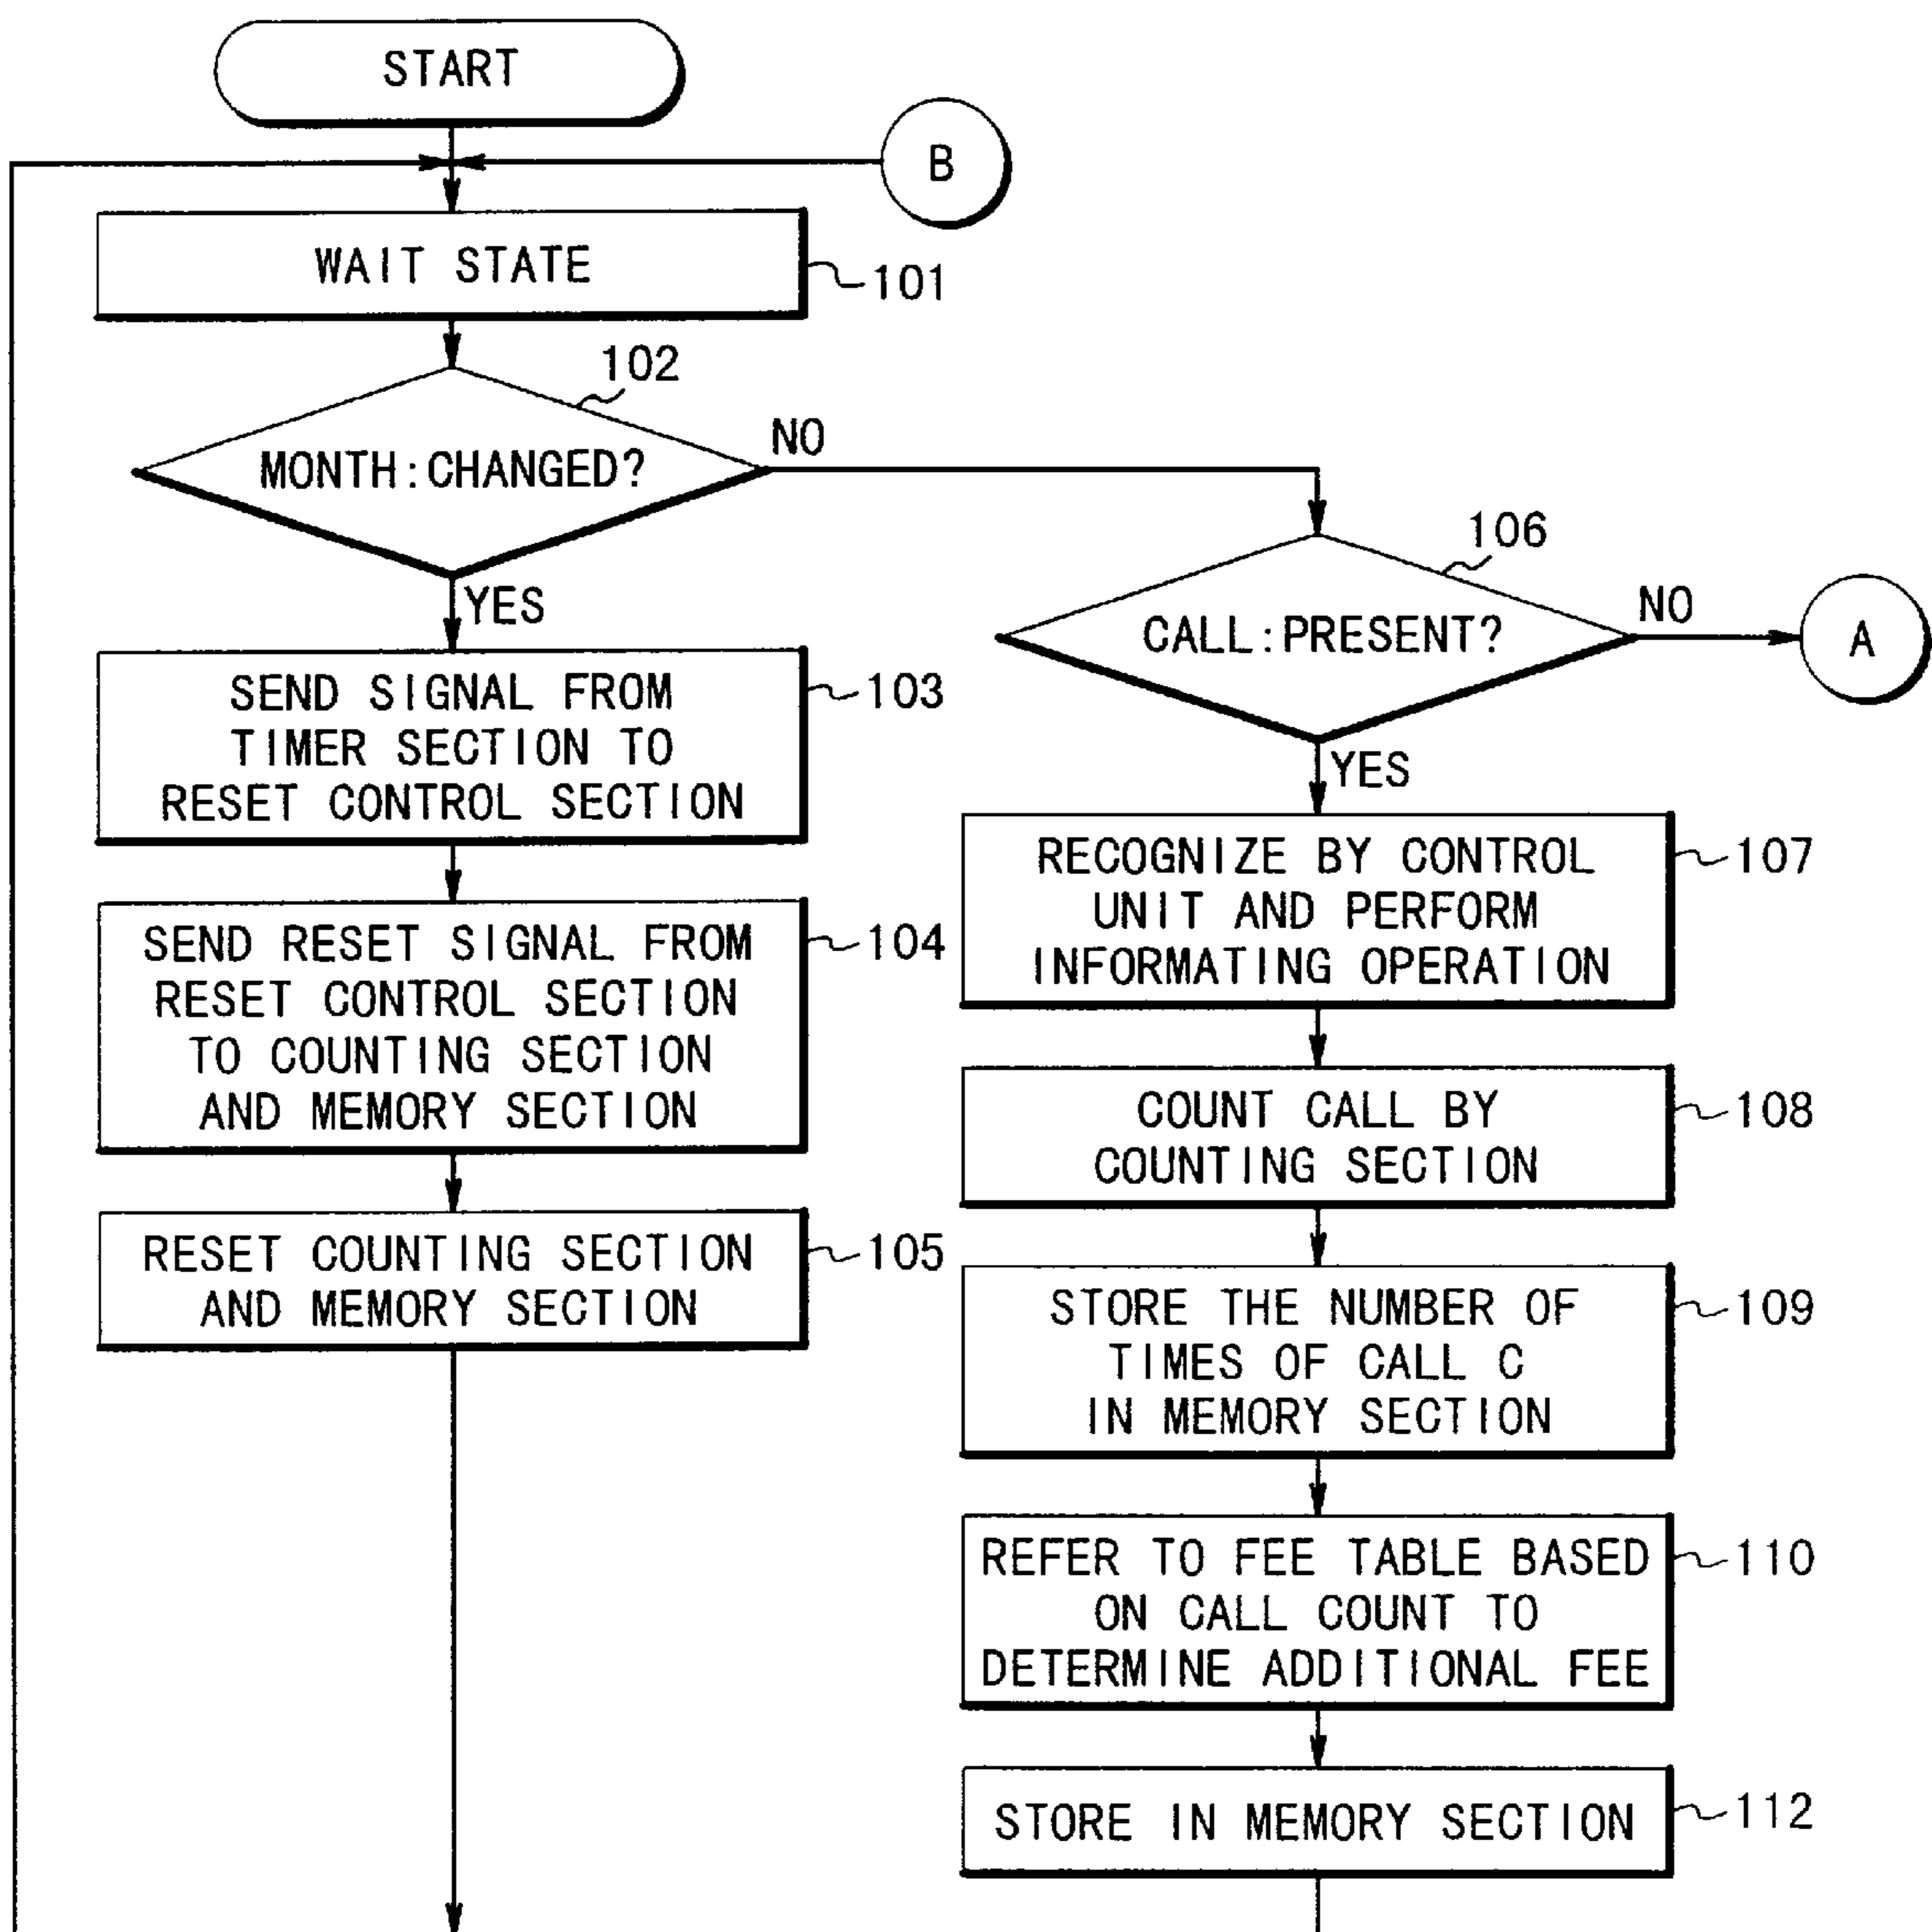 START
B
WAIT STATE
101
102
MONTH:CHANGED?
NO
YES
106
CALL:PRESENT?
NO
A
YES
SEND SIGNAL FROM
TIMER SECTION TO
RESET CONTROL SECTION
103
SEND RESET SIGNAL FROM
RESET CONTROL SECTION
TO COUNTING SECTION
AND MEMORY SECTION
104
RESET COUNTING SECTION
AND MEMORY SECTION
105
RECOGNIZE BY CONTROL
UNIT AND PERFORM
INFORMATING OPERATION
107
COUNT CALL BY
COUNTING SECTION
108
STORE THE NUMBER OF
TIMES OF CALL C
IN MEMORY SECTION
109
REFER TO FEE TABLE BASED
ON CALL COUNT TO
DETERMINE ADDITIONAL FEE
110
STORE IN MEMORY SECTION
112